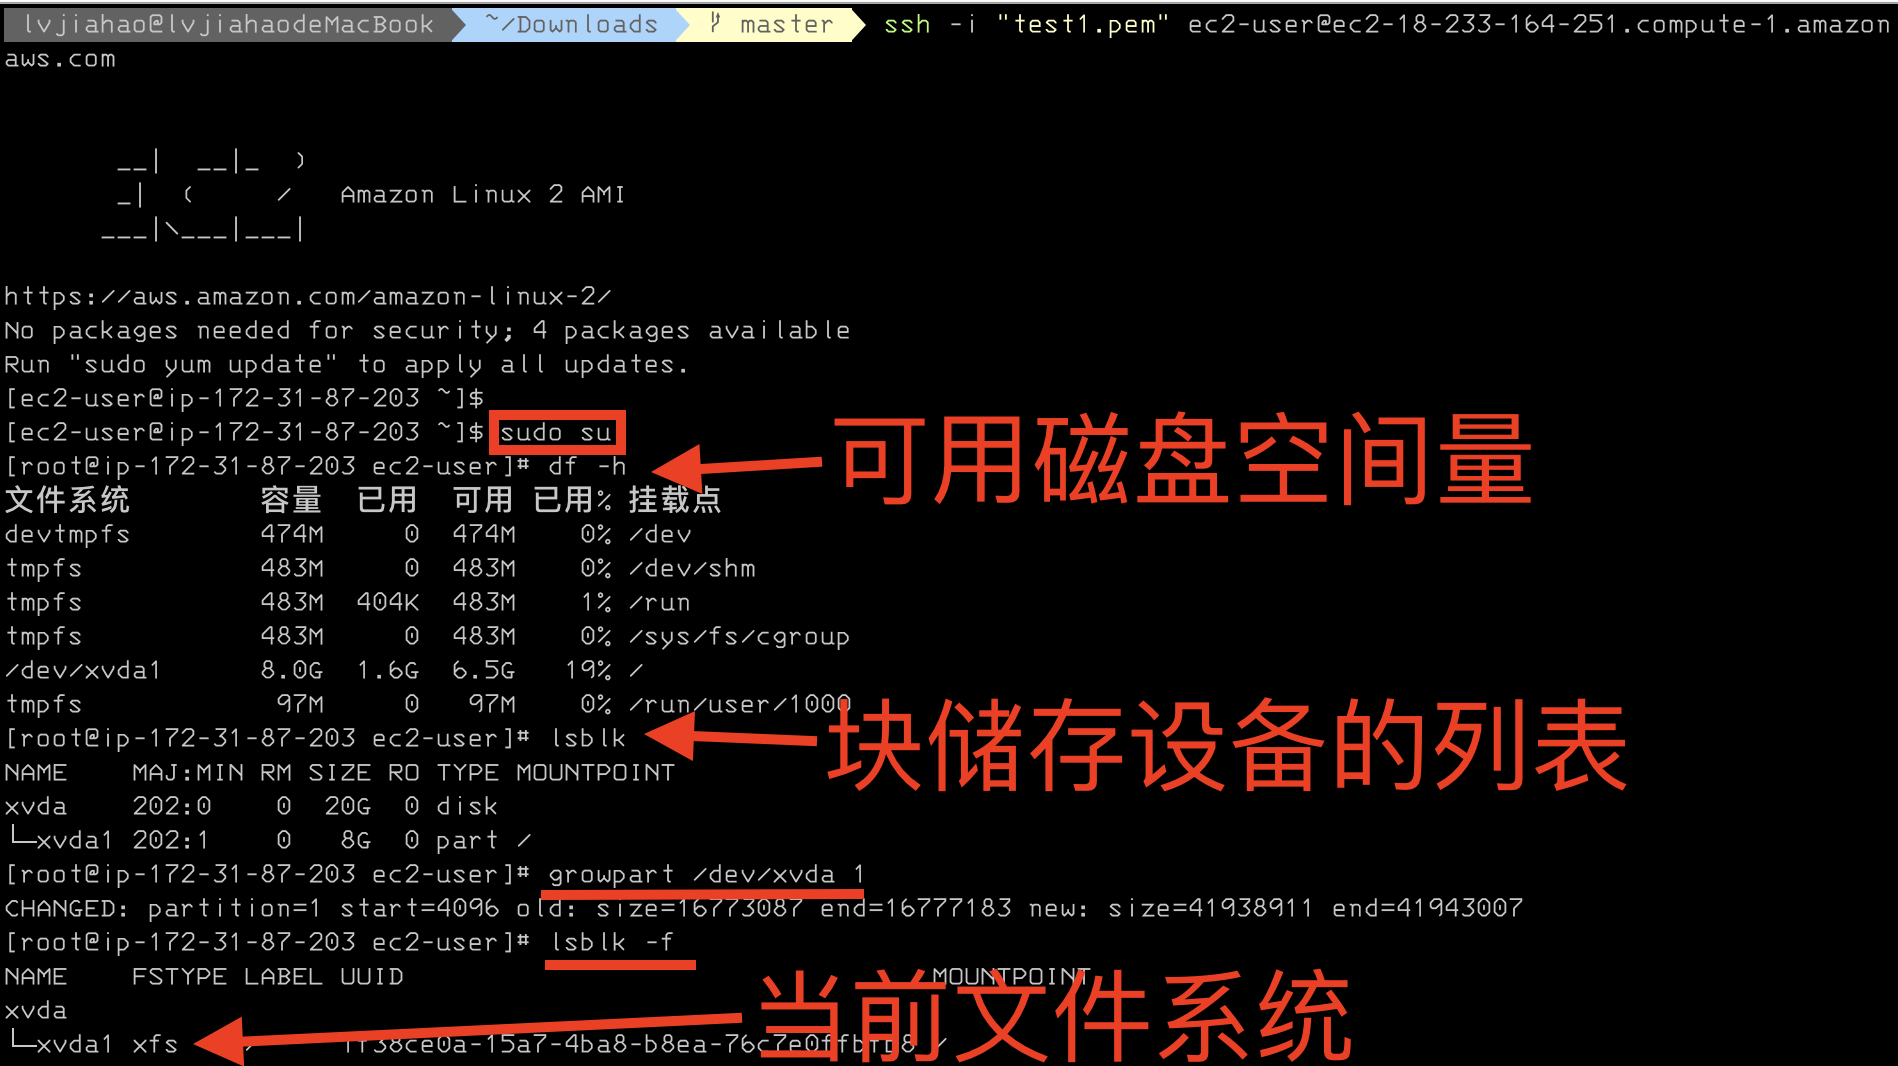 lvjiahao@lvjiahaodeMacBook ~/Downloads master ssh -i "test1.pem" ec2-user@ec2-18-233-164-251.compute-1.amazon
aws.com
__| __|_ )
_| ( / Amazon Linux 2 AMI
___|\___|___|
https://aws.amazon.com/amazon-linux-2/
No packages needed for security; 4 packages available
Run "sudo yum update" to apply all updates.
[ec2-user@ip-172-31-87-203 ~]$
[ec2-user@ip-172-31-87-203 ~]$ sudo su
[root@ip-172-31-87-203 ec2-user]# df -h
可用磁盘空间量
文件系统 容量 已用 可用 已用% 挂载点
devtmpfs 474M 0 474M 0% /dev
tmpfs 483M 0 483M 0% /dev/shm
tmpfs 483M 404K 483M 1% /run
tmpfs 483M 0 483M 0% /sys/fs/cgroup
/dev/xvda1 8.0G 1.6G 6.5G 19% /
tmpfs 97M 0 97M 0% /run/user/1000
[root@ip-172-31-87-203 ec2-user]# lsblk
块储存设备的列表
NAME MAJ:MIN RM SIZE RO TYPE MOUNTPOINT
xvda 202:0 0 20G 0 disk
└─xvda1 202:1 0 8G 0 part /
[root@ip-172-31-87-203 ec2-user]# growpart /dev/xvda 1
CHANGED: partition=1 start=4096 old: size=16773087 end=16777183 new: size=41938911 end=41943007
[root@ip-172-31-87-203 ec2-user]# lsblk -f
NAME FSTYPE LABEL UUID MOUNTPOINT
xvda
当前文件系统
└─xvda1 xfs /